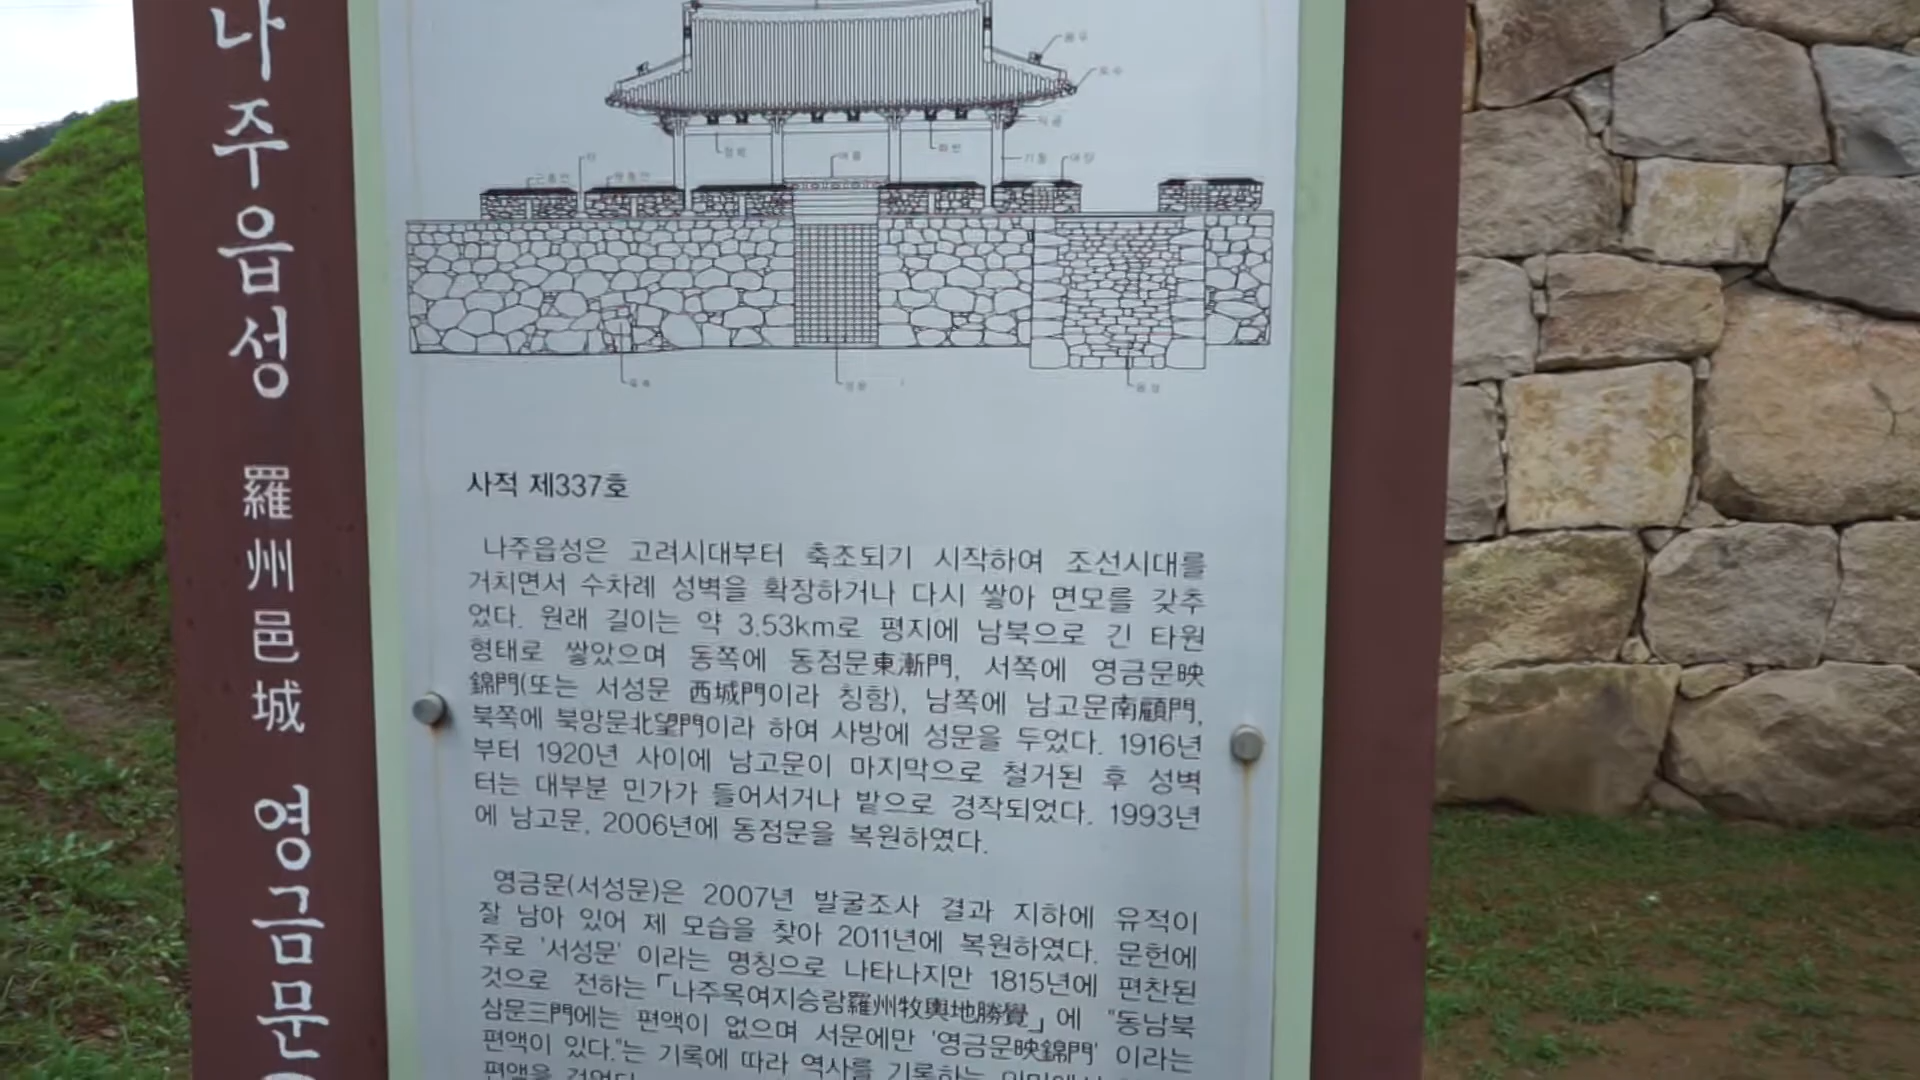 나주읍성 羅州邑城 영금문
여장
기둥
성문
옹성
사적 제337호
나주읍성은 고려시대부터 축조되기 시작하여 조선시대를
거치면서 수차례 성벽을 확장하거나 다시 쌓아 면모를 갖추
었다. 원래 길이는 약 3.53km로 평지에 남북으로 긴 타원
형태로 쌓았으며 동쪽에 동점문東漸門, 서쪽에 영금문映
錦門(또는 서성문 西城門이라 칭함), 남쪽에 남고문南顧門,
북쪽에 북망문北望門이라 하여 사방에 성문을 두었다. 1916년
부터 1920년 사이에 남고문이 마지막으로 철거된 후 성벽
터는 대부분 민가가 들어서거나 밭으로 경작되었다. 1993년
에 남고문, 2006년에 동점문을 복원하였다.
영금문(서성문)은 2007년 발굴조사 결과 지하에 유적이
잘 남아 있어 제 모습을 찾아 2011년에 복원하였다. 문헌에
주로 '서성문' 이라는 명칭으로 나타나지만 1815년에 편찬된
것으로 전하는「나주목여지승람羅州牧輿地勝覽」에 "동남북
삼문三門에는 편액이 없으며 서문에만 '영금문映錦門' 이라는
편액이 있다."는 기록에 따라 역사를 기록하는
편액을